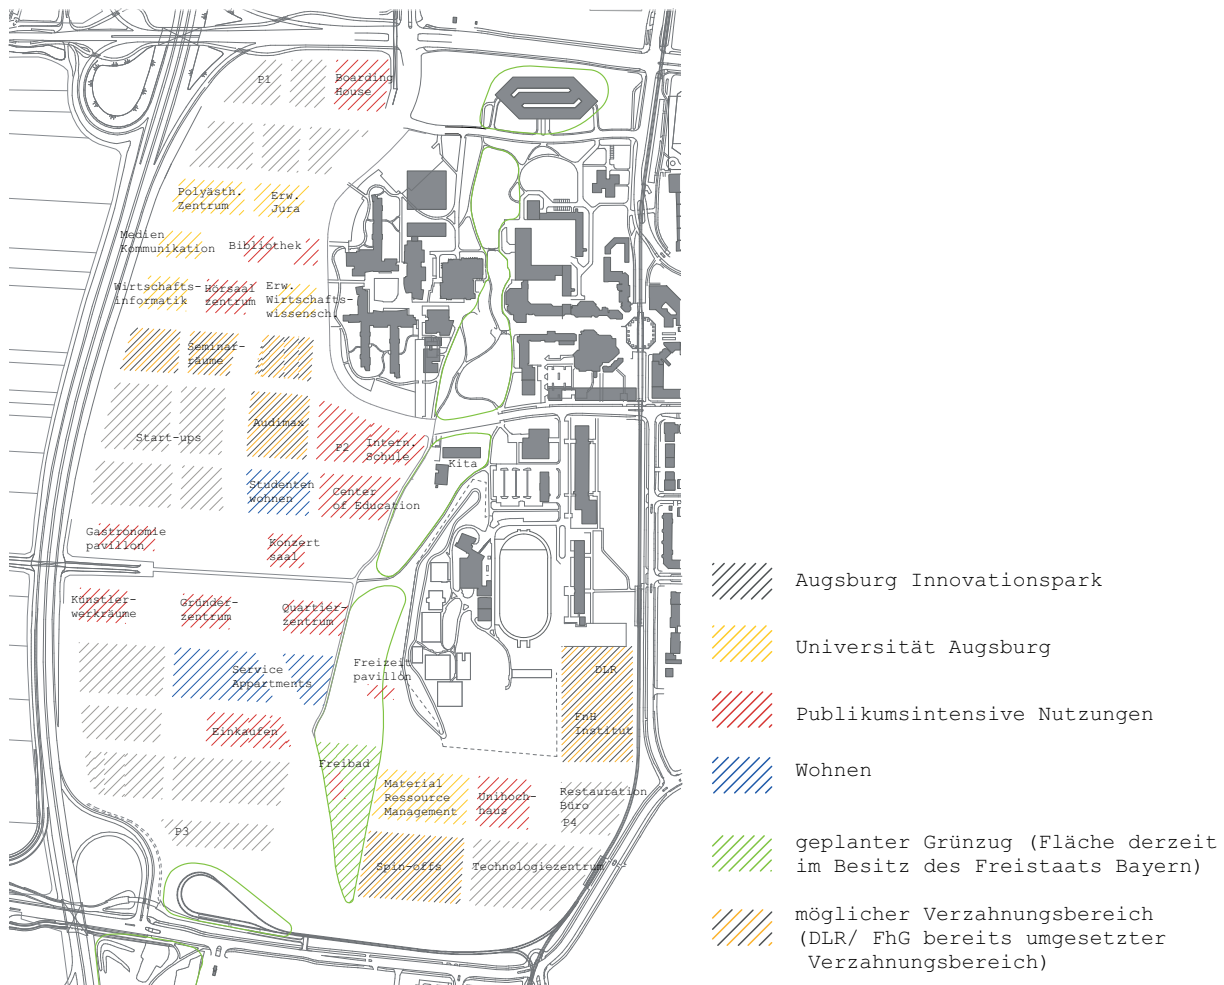 P1
Boarding
House
Polyästh.
Zentrum
Erw.
Jura
Medien
Kommunikation
Bibliothek
Wirtschafts-
informatik
Hörsaal
zentrum
Erw.
Wirtschafts-
wissensch.
Seminar-
räume
Start-ups
Audimax
P2
Intern.
Schule
Kita
Studenten
wohnen
Center
of Education
Gastronomie
pavillon
Konzert
saal
Künstler-
werkräume
Gründer-
zentrum
Quartier-
zentrum
Service
Appartments
Freizeit
pavillon
DLR
FnH
Institut
Einkaufen
Freibad
Material
Ressource
Management
Unihoch-
haus
Restauration
Büro
P4
P3
Spin-offs
Technologiezentrum
Augsburg Innovationspark
Universität Augsburg
Publikumsintensive Nutzungen
Wohnen
geplanter Grünzug (Fläche derzeit
im Besitz des Freistaats Bayern)
möglicher Verzahnungsbereich
(DLR/ FhG bereits umgesetzter
Verzahnungsbereich)